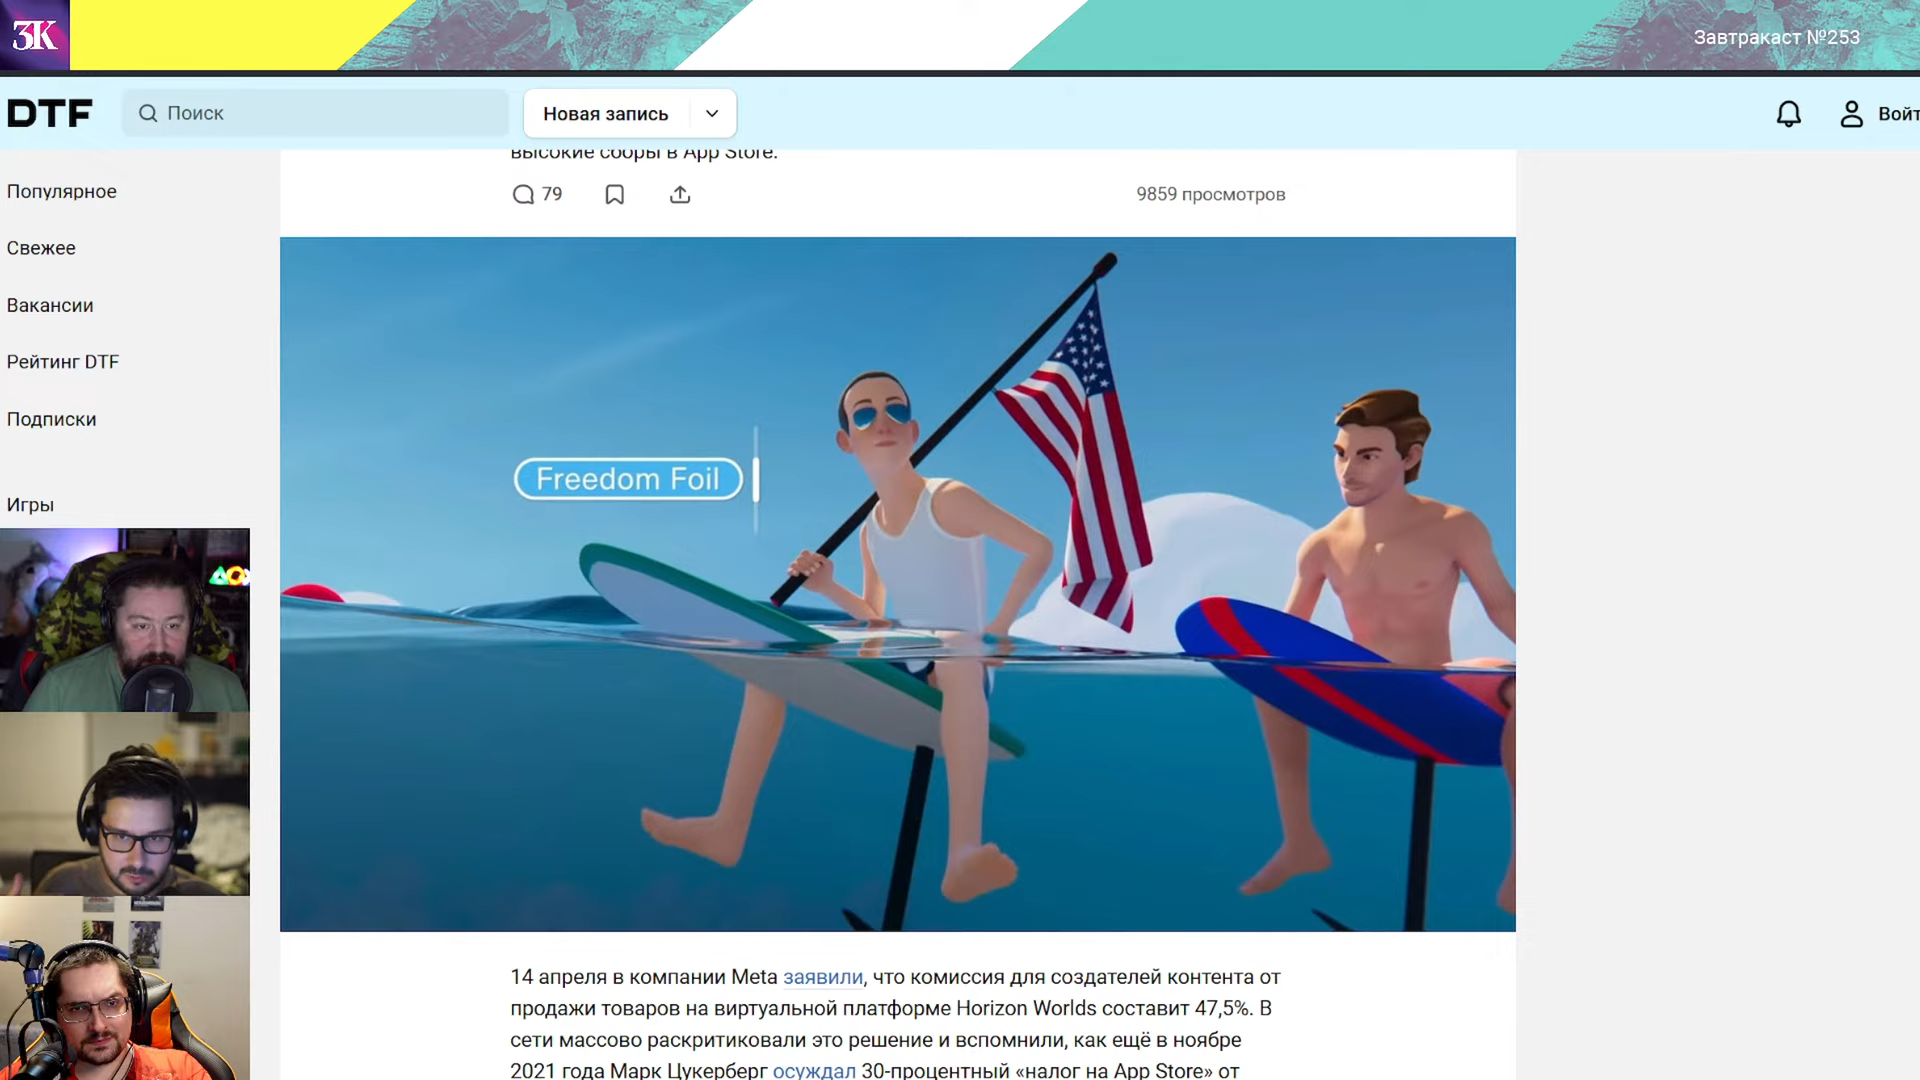 3K
Завтракаст №253
DTF
Поиск
Новая запись
Войт
высокие сборы в App Store.
79
9859 просмотров
Популярное
Свежее
Вакансии
Рейтинг DTF
Подписки
Игры
Freedom Foil
14 апреля в компании Meta заявили, что комиссия для создателей контента от
продажи товаров на виртуальной платформе Horizon Worlds составит 47,5%. В
сети массово раскритиковали это решение и вспомнили, как ещё в ноябре
2021 года Марк Цукерберг осуждал 30-процентный «налог на App Store» от